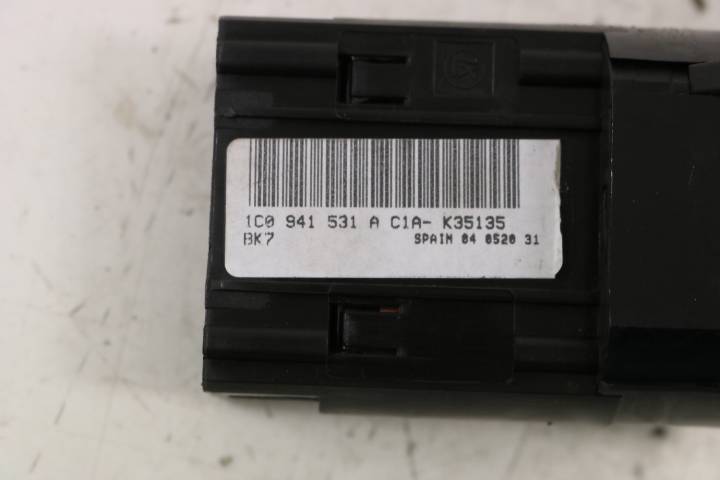 1C0 941 531 A C1A- K35135
BK7 SPAIN 04 0520 31